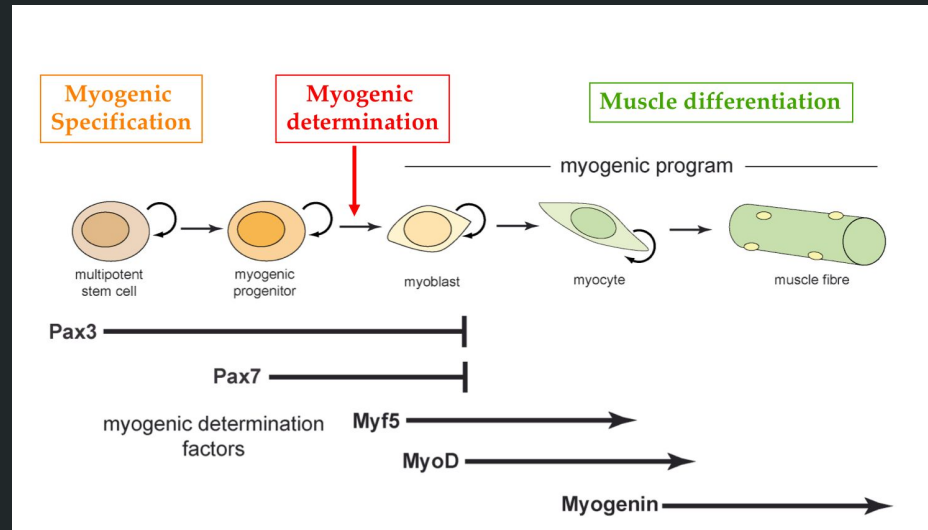 Myogenic
Specification
Myogenic
determination
Muscle differentiation
myogenic program
multipotent
stem cell
myogenic
progenitor
myoblast
myocyte
muscle fibre
Pax3
Pax7
myogenic determination
factors
Myf5
MyoD
Myogenin